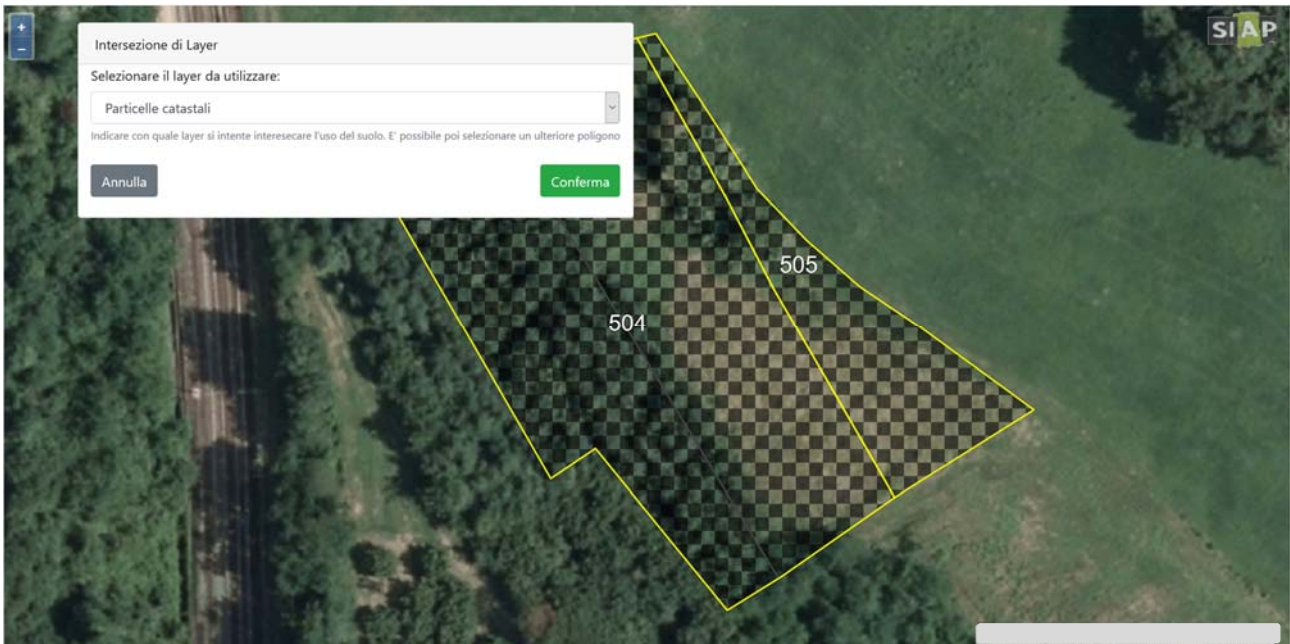 +
-
Intersezione di Layer
SIAP
Selezionare il layer da utilizzare:
Particelle catastali
Indicare con quale layer si intente interesecare l'uso del suolo. E' possibile poi selezionare un ulteriore poligono
Annulla
Conferma
505
504